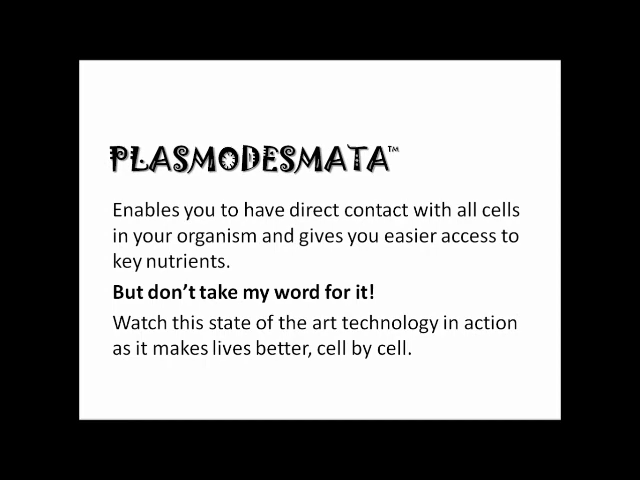 PLASMODESMATA™
Enables you to have direct contact with all cells
in your organism and gives you easier access to
key nutrients.
But don't take my word for it!
Watch this state of the art technology in action
as it makes lives better, cell by cell.